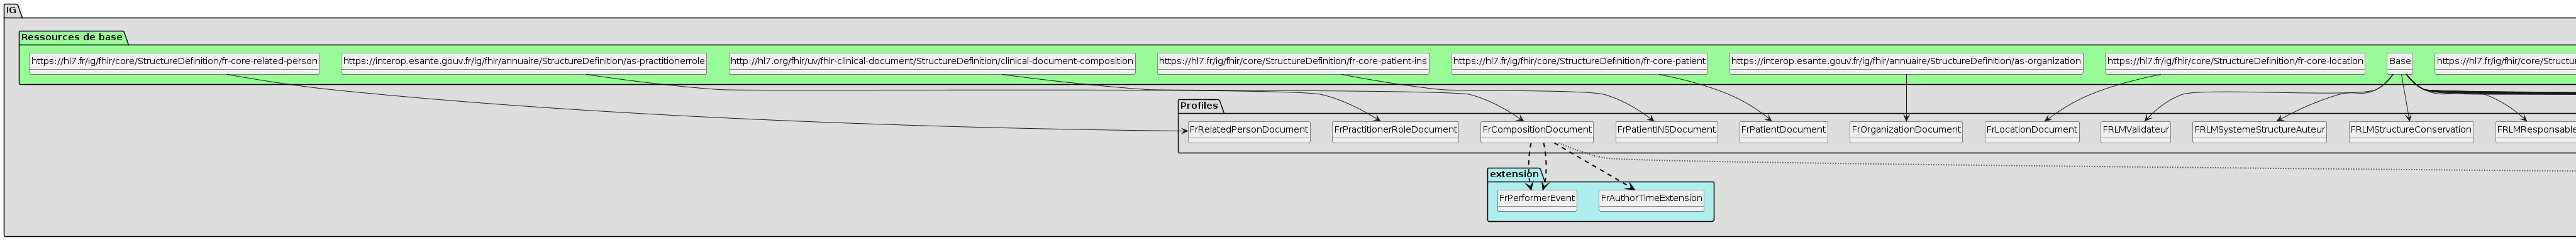 IG
Ressources de base
https://hl7.fr/ig/fhir/core/StructureDefinition/fr-core-related-person
https://interop.esante.gouv.fr/ig/fhir/annuaire/StructureDefinition/as-practitionerrole
http://hl7.org/fhir/uv/fhir-clinical-document/StructureDefinition/clinical-document-composition
https://hl7.fr/ig/fhir/core/StructureDefinition/fr-core-patient-ins
https://hl7.fr/ig/fhir/core/StructureDefinition/fr-core-patient
https://interop.esante.gouv.fr/ig/fhir/annuaire/StructureDefinition/as-organization
https://hl7.fr/ig/fhir/core/StructureDefinition/fr-core-location
Base
https://hl7.fr/ig/fhir/core/Structu
Profiles
FrRelatedPersonDocument
FrPractitionerRoleDocument
FrCompositionDocument
FrPatientINSDocument
FrPatientDocument
FrOrganizationDocument
FrLocationDocument
FRLMValidateur
FRLMSystemeStructureAuteur
FRLMStructureConservation
FRLMResponsable
extension
FrPerformerEvent
FrAuthorTimeExtension